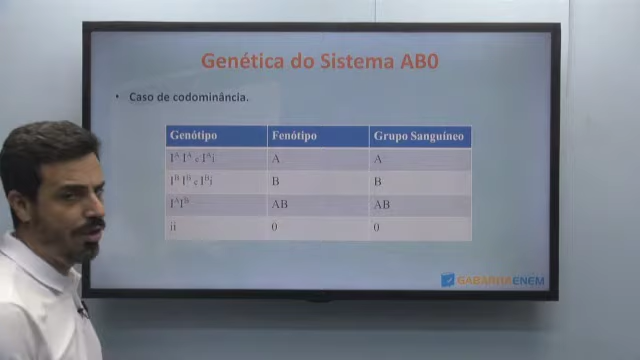 Genética do Sistema AB0
• Caso de codominância.
Genótipo Fenótipo Grupo Sanguíneo
IᴬIᴬ e Iᴬi A A
IᴮIᴮ e Iᴮi B B
IᴬIᴮ AB AB
ii 0 0
GABARITAENEM